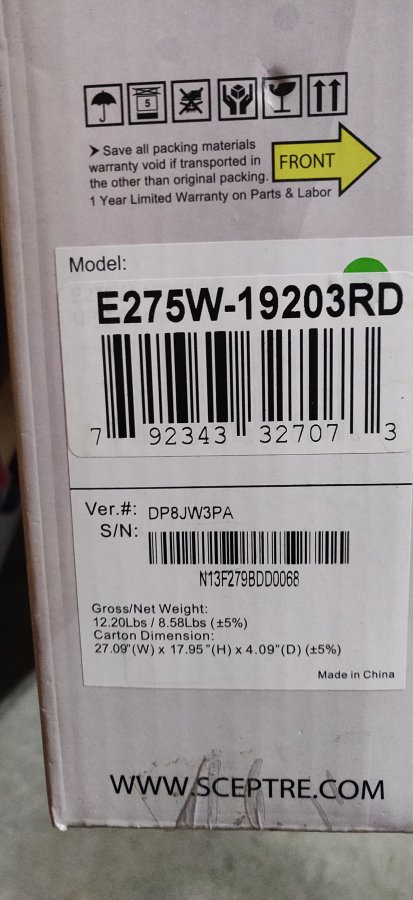 5
➤ Save all packing materials
warranty void if transported in
the other than original packing.
1 Year Limited Warranty on Parts & Labor
FRONT
Model:
E275W-19203RD
7 92343 32707 3
Ver.#: DP8JW3PA
S/N:
N13F279BDD0068
Gross/Net Weight:
12.20Lbs / 8.58Lbs (±5%)
Carton Dimension:
27.09"(W) x 17.95"(H) x 4.09"(D) (±5%)
Made in China
WWW.SCEPTRE.COM